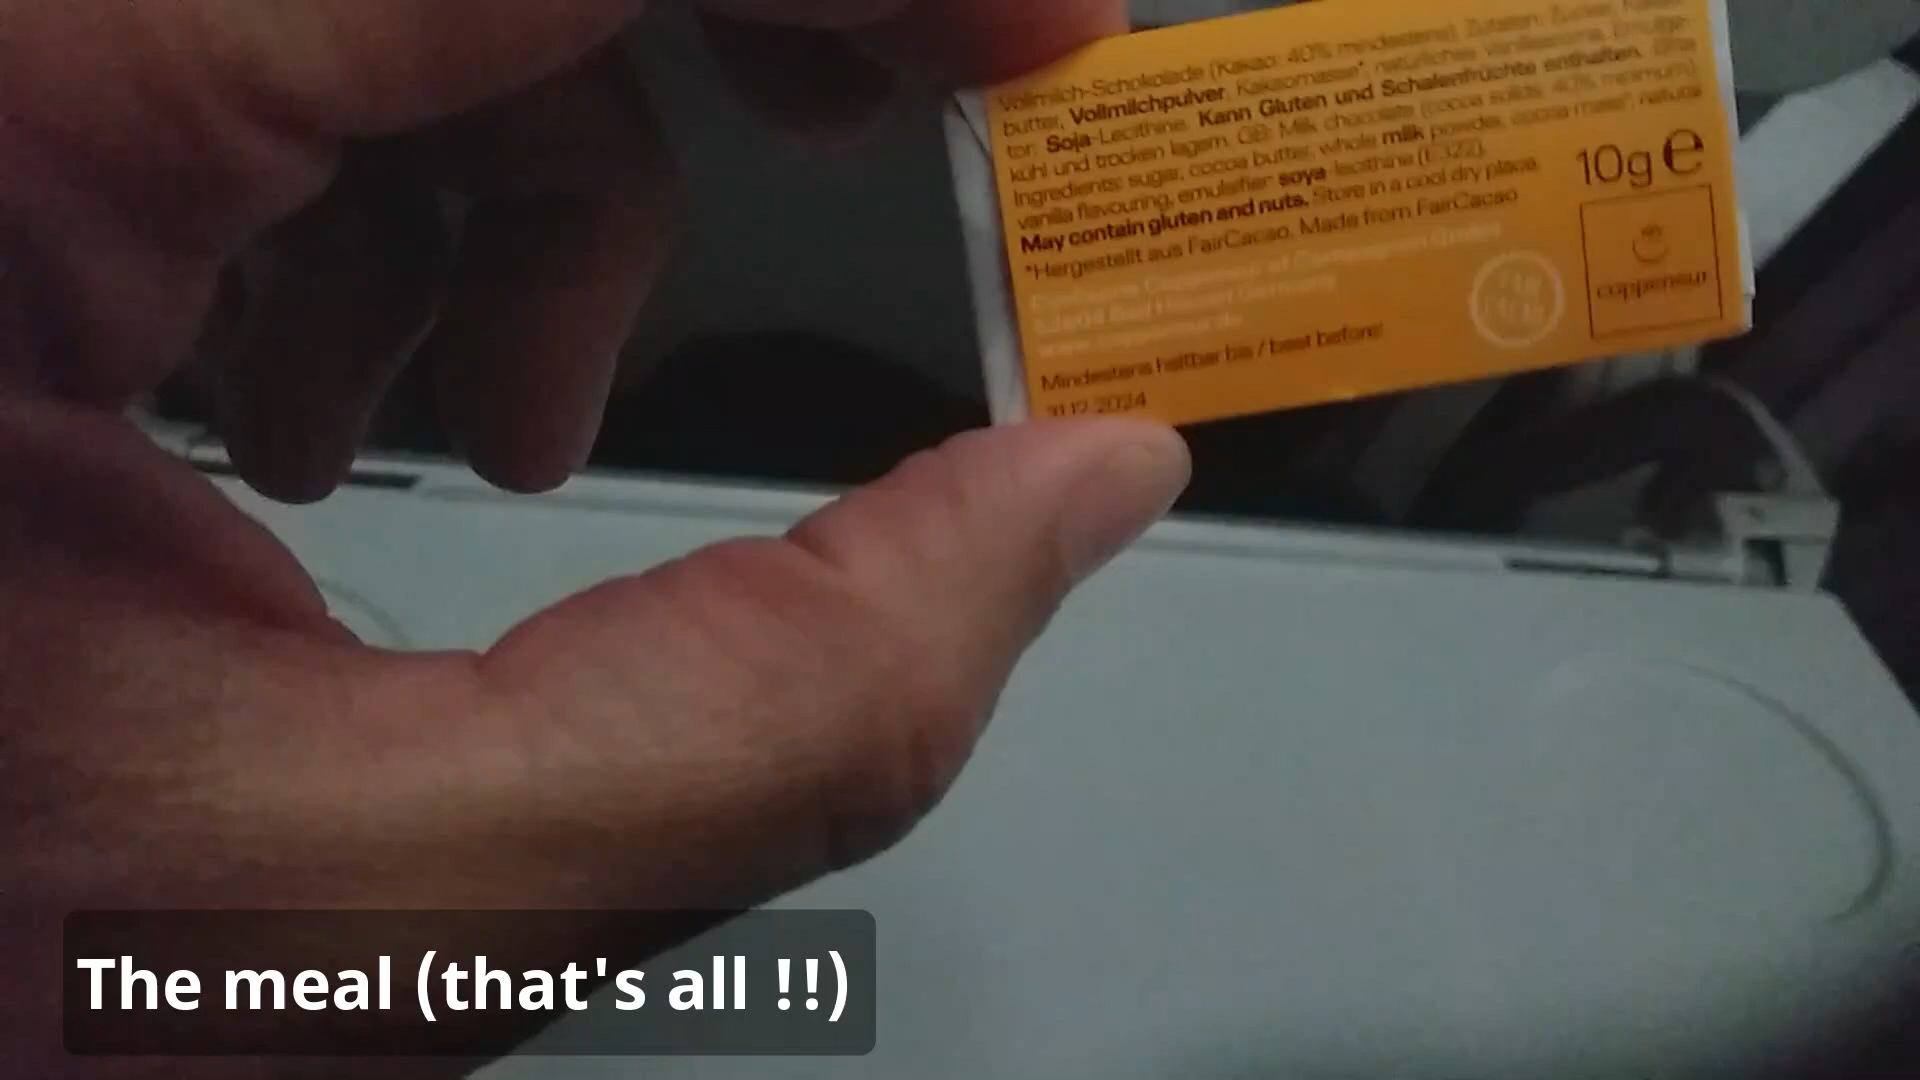 Vollmilch-Schokolade (Kakao: 40% mindestens). Zutaten: Zucker, Kakao-
butter, Vollmilchpulver, Kakaomasse*, natürliches Vanillearoma, Emulga-
tor: Soja-Lecithine. Kann Gluten und Schalenfrüchte enthalten. Bitte
kühl und trocken lagern. GB: Milk chocolate (cocoa solids: 40% minimum)
Ingredients: sugar, cocoa butter, whole milk powder, cocoa mass*, natural
vanilla flavouring, emulsifier: soya-lecithine (E322).
May contain gluten and nuts. Store in a cool dry place.
*Hergestellt aus FairCacao. Made from FairCacao
Mindestens haltbar bis / best before:
31.12.2024
10g e
coppeneur
The meal (that's all !!)